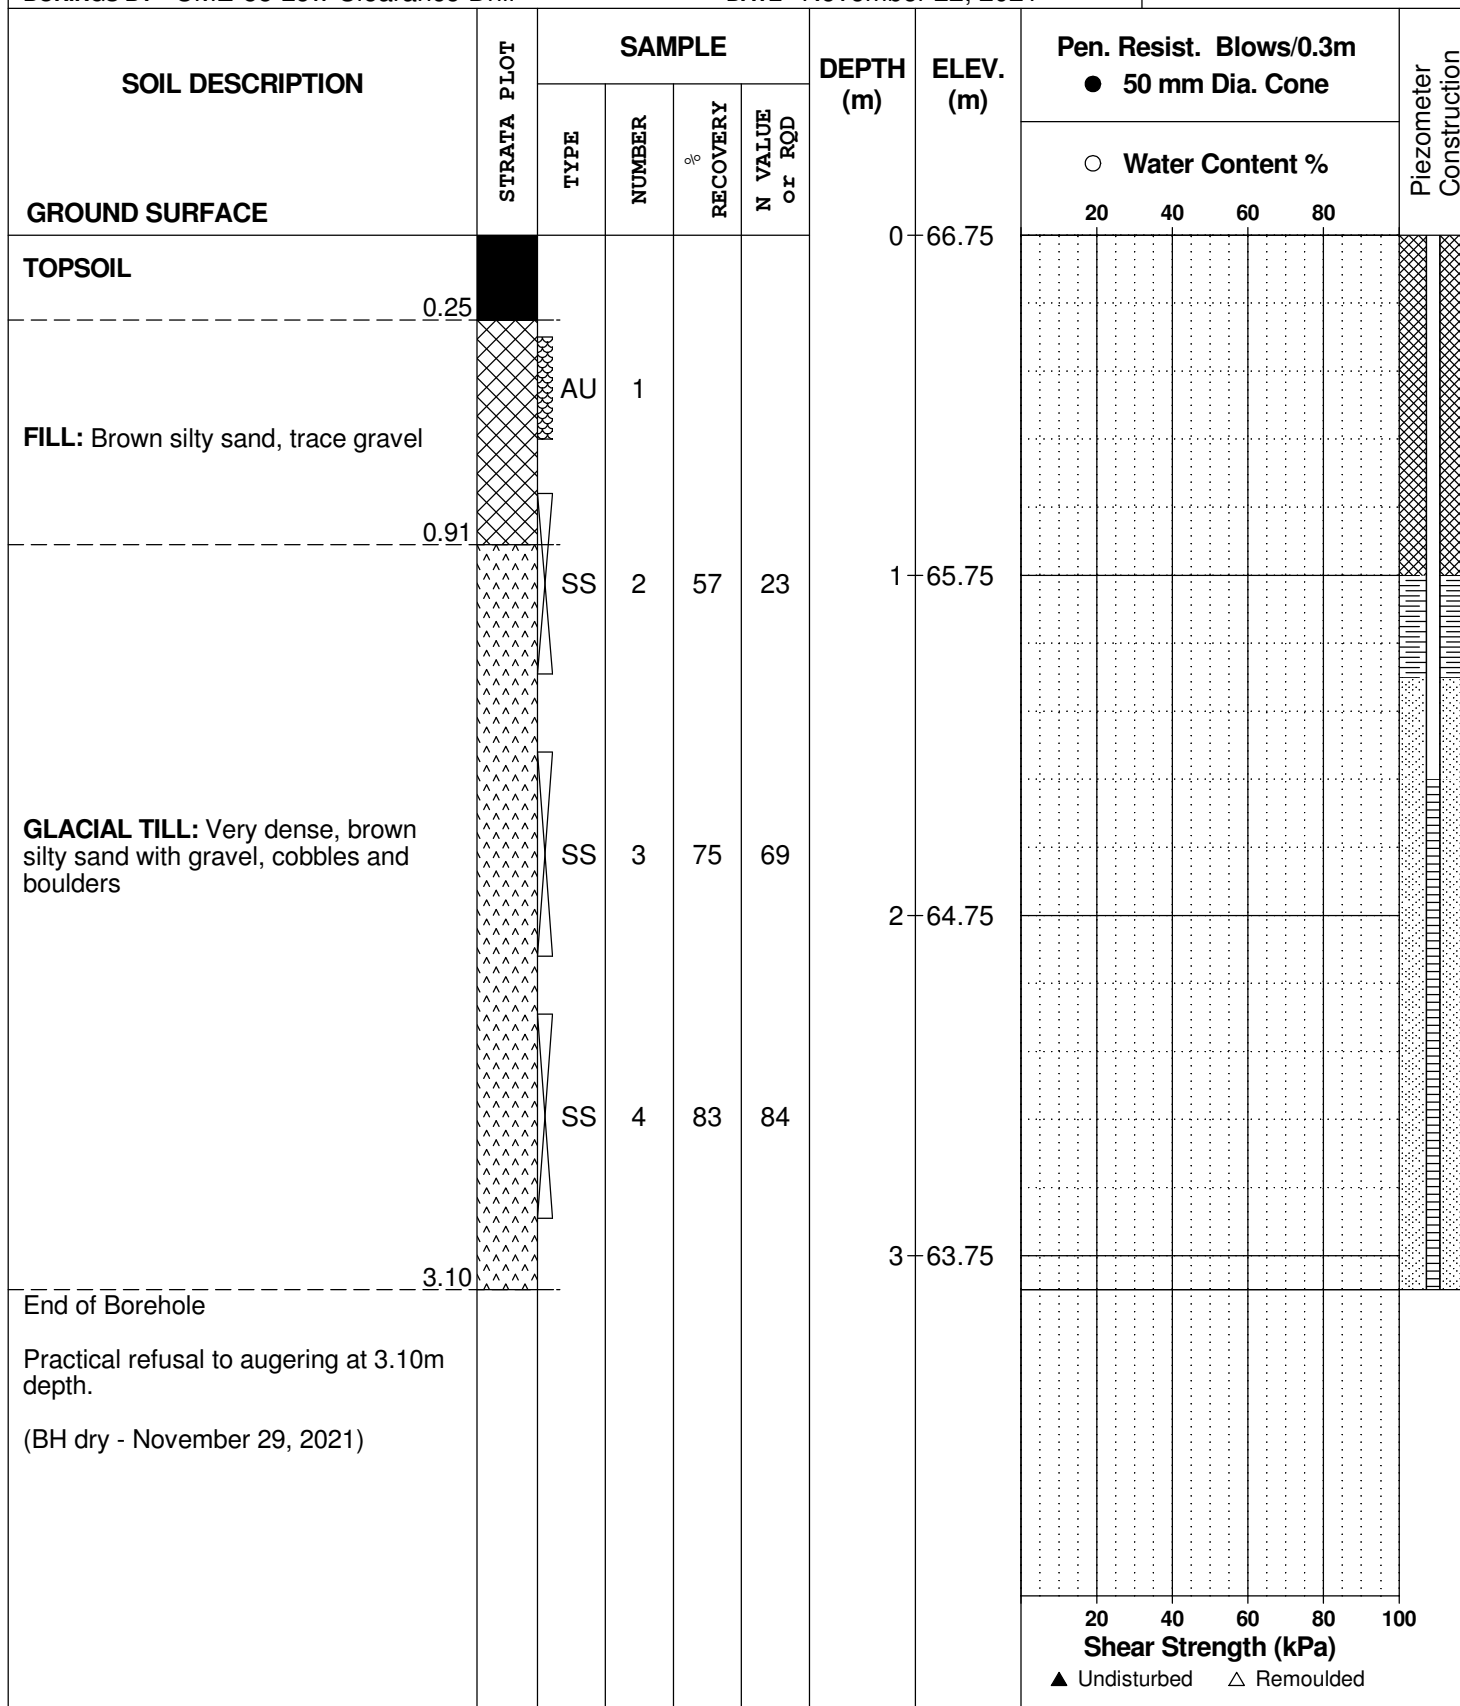 SOIL DESCRIPTION
GROUND SURFACE
STRATA PLOT
SAMPLE
TYPE
NUMBER
% RECOVERY
N VALUE or RQD
DEPTH
(m)
ELEV.
(m)
Pen. Resist. Blows/0.3m
● 50 mm Dia. Cone
○ Water Content %
20 40 60 80
Piezometer
Construction
0 66.75
TOPSOIL
0.25
AU 1
FILL: Brown silty sand, trace gravel
0.91
SS 2 57 23
1 65.75
GLACIAL TILL: Very dense, brown
silty sand with gravel, cobbles and
boulders
SS 3 75 69
2 64.75
SS 4 83 84
3 63.75
3.10
End of Borehole
Practical refusal to augering at 3.10m
depth.
(BH dry - November 29, 2021)
20 40 60 80 100
Shear Strength (kPa)
▲ Undisturbed △ Remoulded